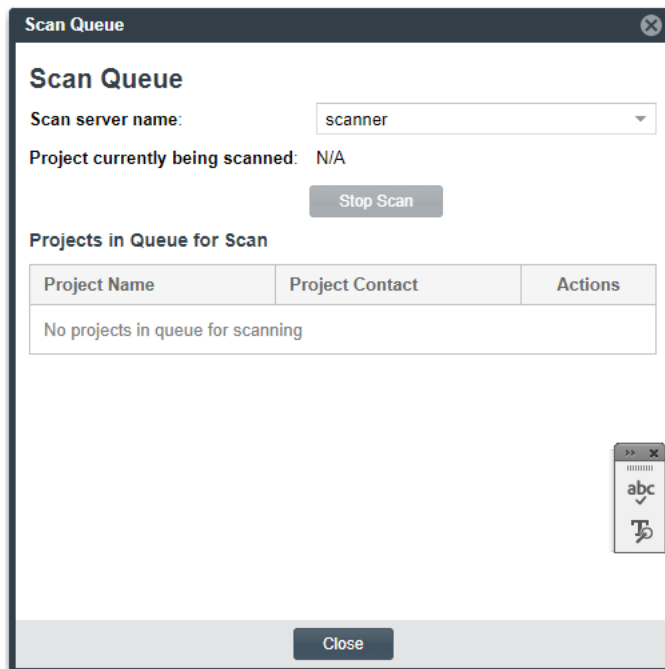 Scan Queue
Scan Queue
Scan server name: scanner
Project currently being scanned: N/A
Stop Scan
Projects in Queue for Scan
Project Name Project Contact Actions
No projects in queue for scanning
abc
Close